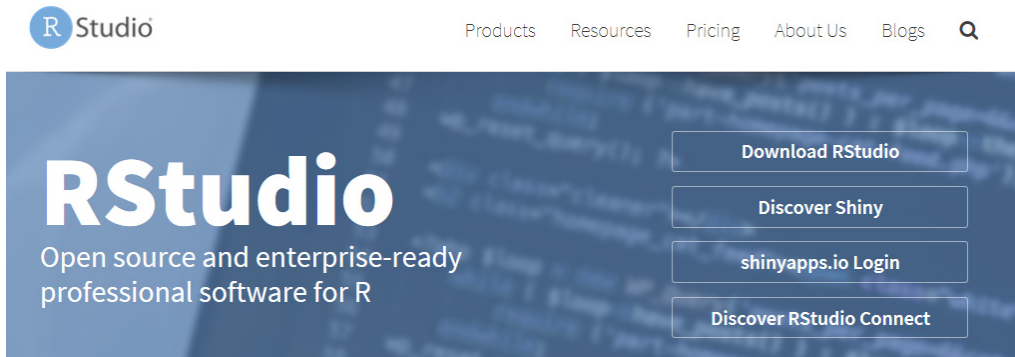 R Studio
Products Resources Pricing About Us Blogs
RStudio
Open source and enterprise-ready
professional software for R
Download RStudio
Discover Shiny
shinyapps.io Login
Discover RStudio Connect